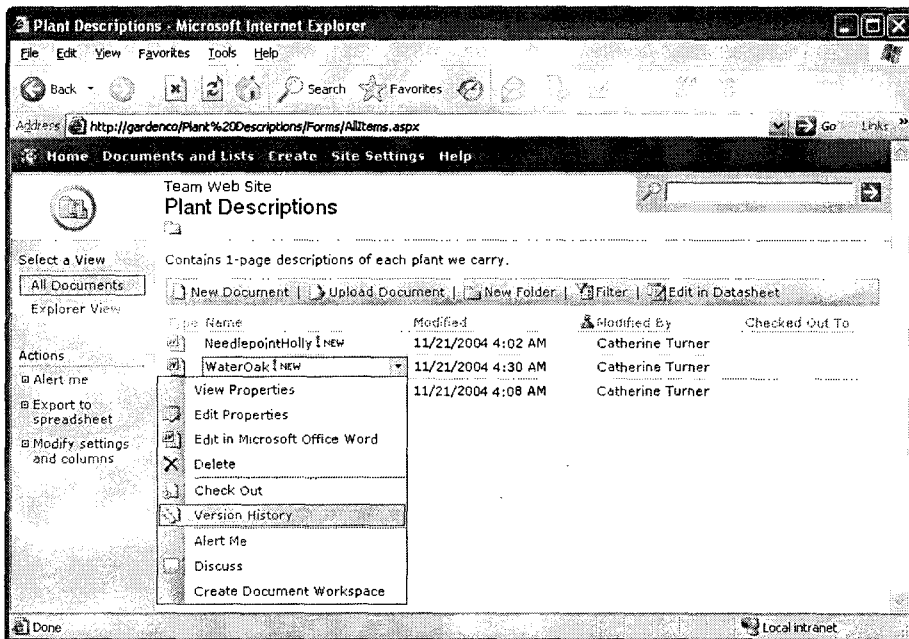 Plant Descriptions - Microsoft Internet Explorer
File Edit View Favorites Tools Help
Back Search Favorites
Address http://gardenco/Plant%20Descriptions/Forms/AllItems.aspx Go Links »
Home Documents and Lists Create Site Settings Help
Team Web Site
Plant Descriptions
Select a View
All Documents
Explorer View
Actions
Alert me
Export to
spreadsheet
Modify settings
and columns
Contains 1-page descriptions of each plant we carry.
New Document | Upload Document | New Folder | Filter | Edit in Datasheet
Type Name Modified Modified By Checked Out To
NeedlepointHolly ! NEW 11/21/2004 4:02 AM Catherine Turner
WaterOak ! NEW 11/21/2004 4:30 AM Catherine Turner
11/21/2004 4:08 AM Catherine Turner
View Properties
Edit Properties
Edit in Microsoft Office Word
Delete
Check Out
Version History
Alert Me
Discuss
Create Document Workspace
Done Local intranet